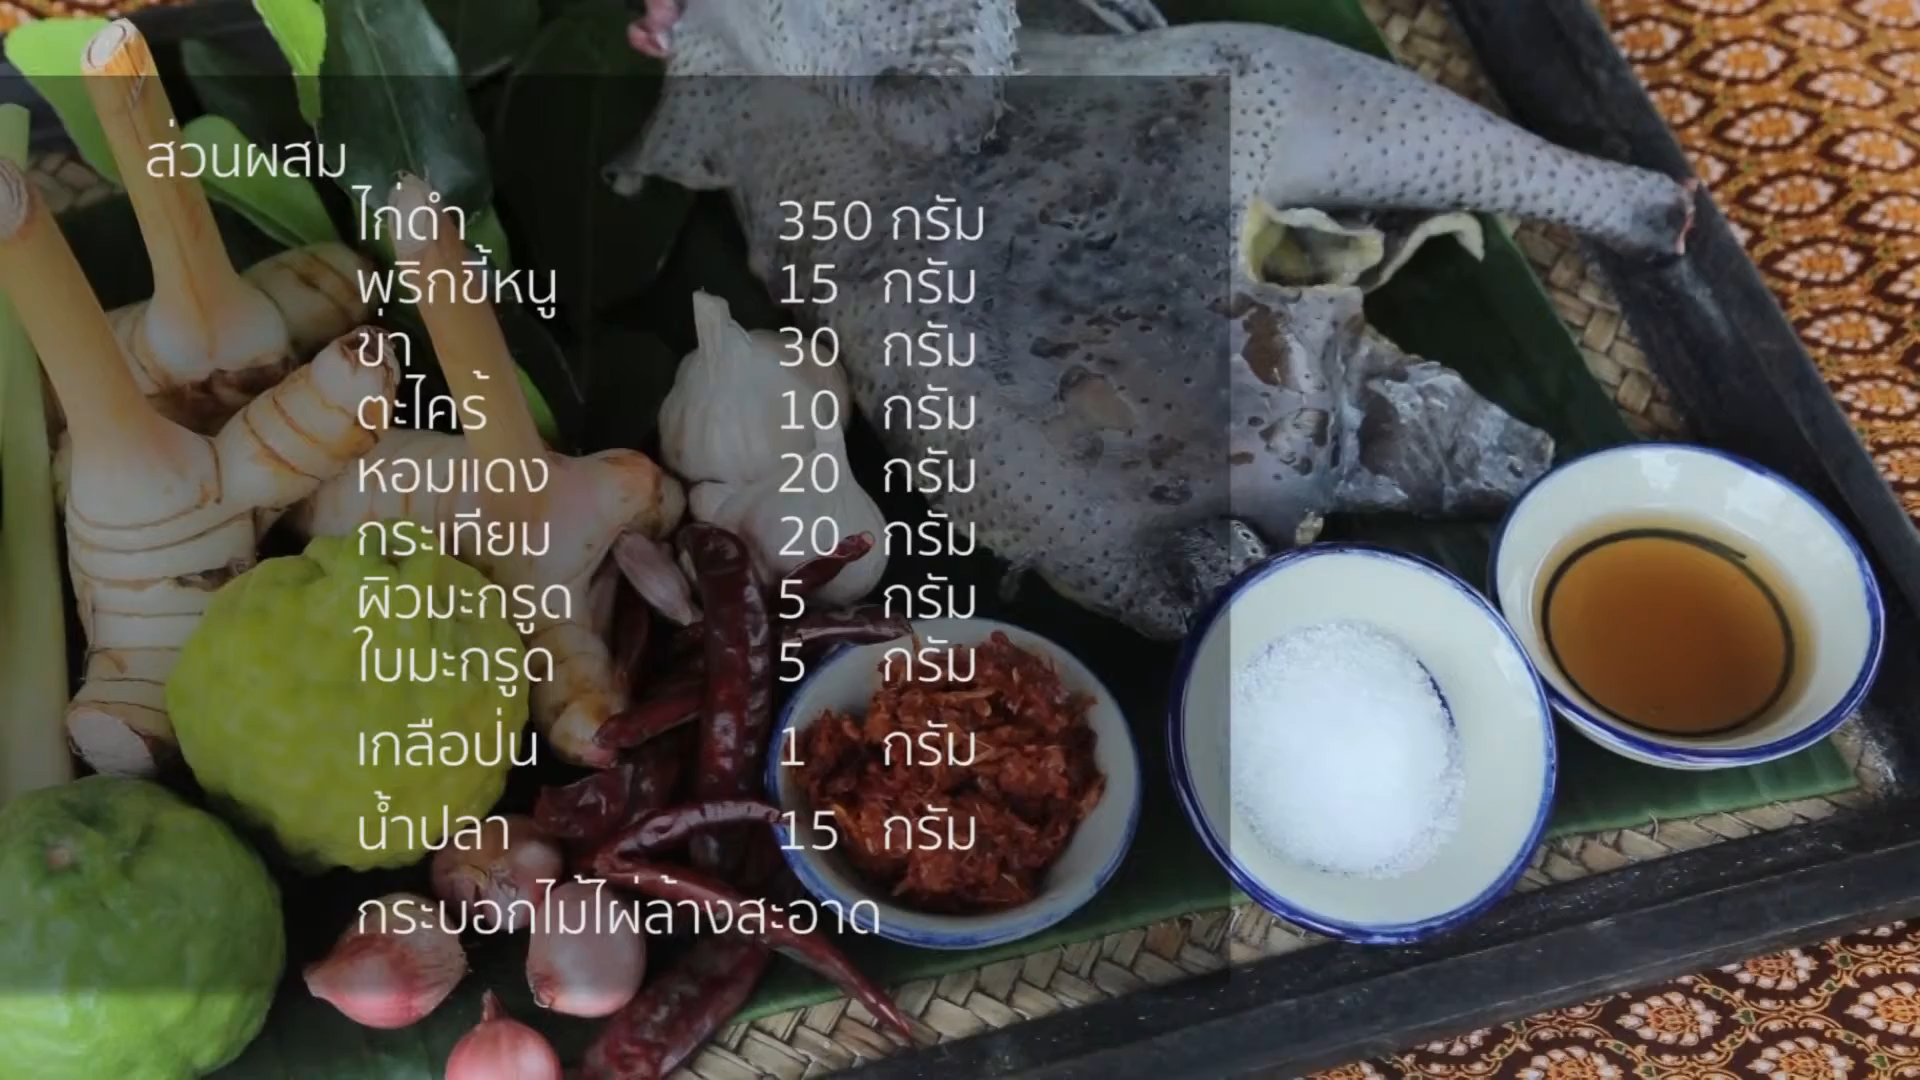 ส่วนผสม
ไก่ดำ 350 กรัม
พริกขี้หนู 15 กรัม
ข่า 30 กรัม
ตะไคร้ 10 กรัม
หอมแดง 20 กรัม
กระเทียม 20 กรัม
ผิวมะกรูด 5 กรัม
ใบมะกรูด 5 กรัม
เกลือป่น 1 กรัม
น้ำปลา 15 กรัม
กระบอกไม้ไผ่ล้างสะอาด